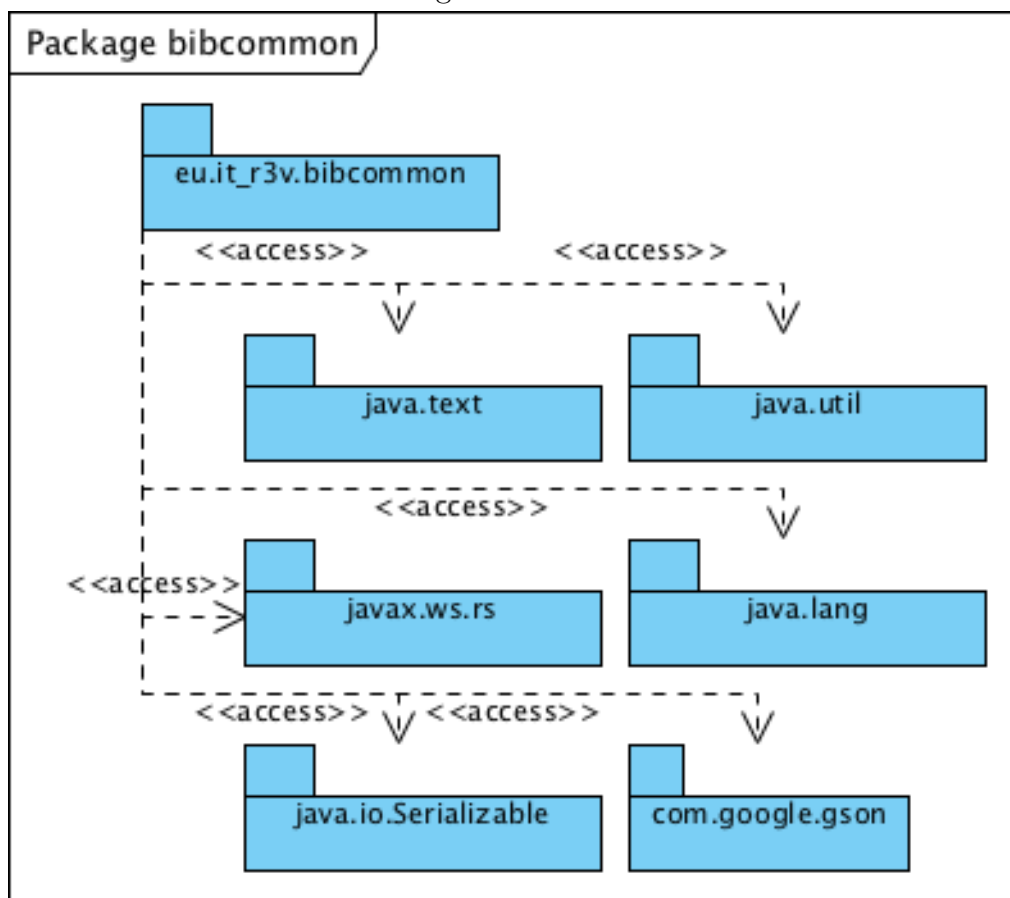 Package bibcommon
eu.it_r3v.bibcommon
<<access>> <<access>>
java.text java.util
<<access>>
<<access>>
javax.ws.rs java.lang
<<access>> <<access>>
java.io.Serializable com.google.gson